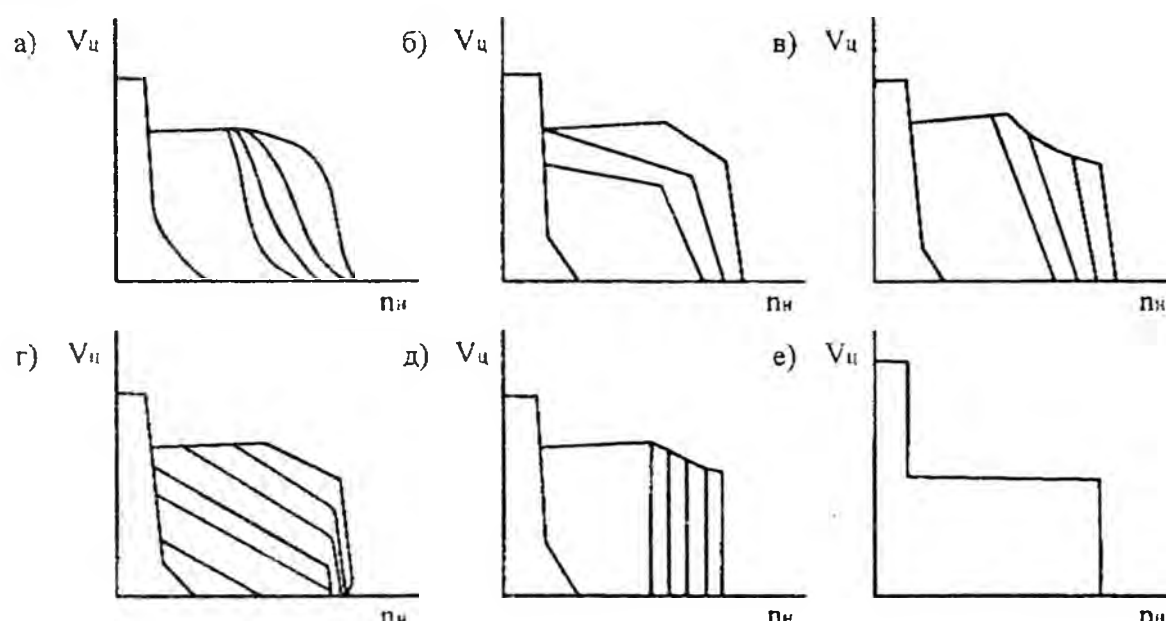 а) Vц б) Vц в) Vц
nн nн nн
г) Vц д) Vц е) Vц
nн nн nн